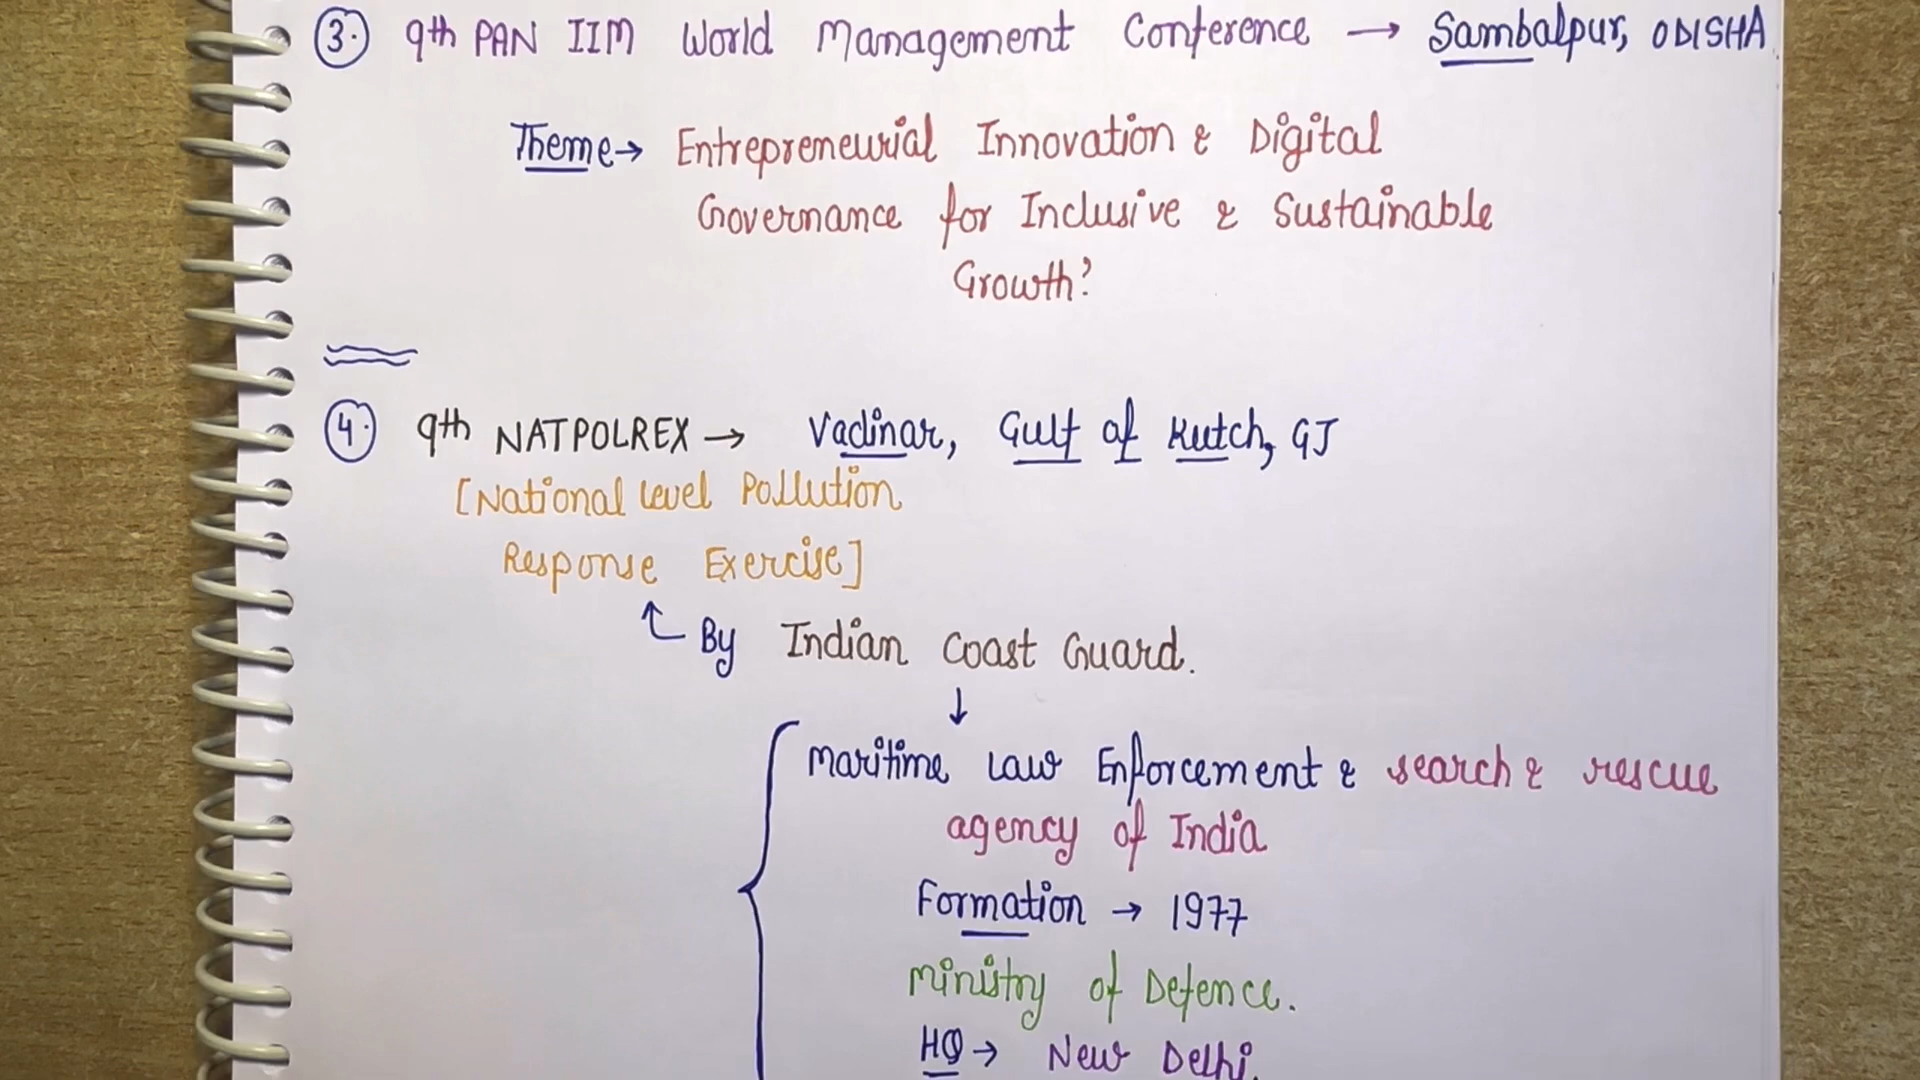 3. 9th PAN IIM World Management Conference → Sambalpur, ODISHA
Theme → Entrepreneurial Innovation & Digital
Governance for Inclusive & Sustainable
Growth?
4. 9th NATPOLREX → Vadinar, Gulf of Kutch, GJ
[National level Pollution
Response Exercise]
By Indian Coast Guard.
↓
Maritime Law Enforcement & search & rescue
agency of India
Formation → 1977
Ministry of Defence.
HQ → New Delhi.